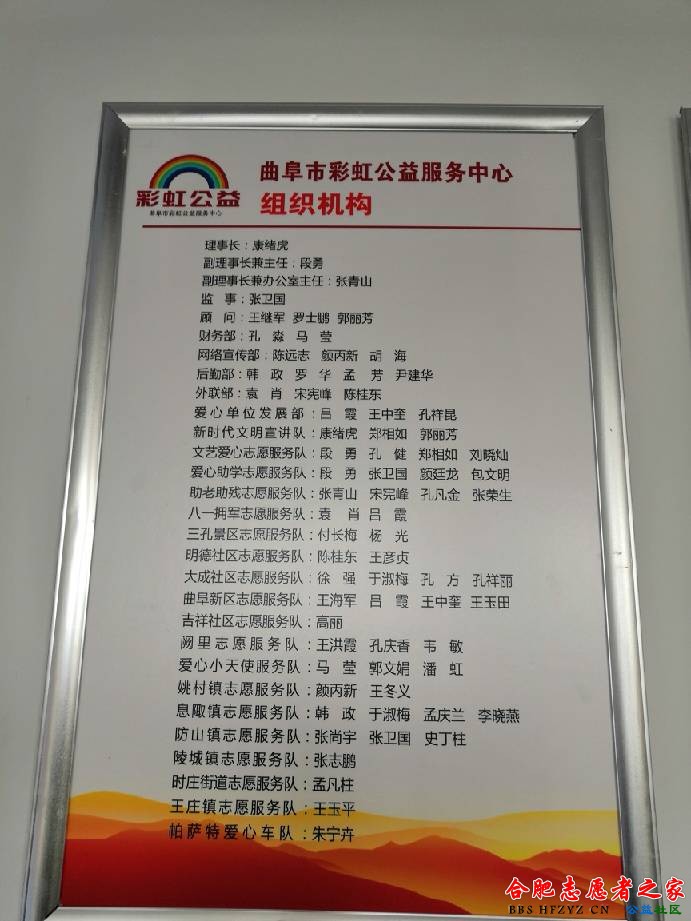 彩虹公益
曲阜市彩虹公益服务中心
曲阜市彩虹公益服务中心
组织机构
理事长：康绪虎
副理事长兼主任：段勇
副理事长兼办公室主任：张青山
监 事：张卫国
顾 问：王继军 罗士鹏 郭丽芳
财务部：孔 淼 马 莹
网络宣传部：陈远志 颜丙新 胡 海
后勤部：韩 政 罗 华 孟 芳 尹建华
外联部：袁 肖 宋宪峰 陈桂东
爱心单位发展部：吕 霞 王中奎 孔祥昆
新时代文明宣讲队：康绪虎 郑相如 郭丽芳
文艺爱心志愿服务队：段 勇 孔 健 郑相如 刘晓灿
爱心助学志愿服务队：段 勇 张卫国 颜廷龙 包文明
助老助残志愿服务队：张青山 宋宪峰 孔凡金 张荣生
八一拥军志愿服务队：袁 肖 吕 霞
三孔景区志愿服务队：付长梅 杨 光
明德社区志愿服务队：陈桂东 王彦贞
大成社区志愿服务队：徐 强 于淑梅 孔 方 孔祥丽
曲阜新区志愿服务队：王海军 吕 霞 王中奎 王玉田
吉祥社区志愿服务队：高丽
阙里志愿服务队：王洪霞 孔庆香 韦 敏
爱心小天使服务队：马 莹 郭文娟 潘 虹
姚村镇志愿服务队：颜丙新 王冬义
息陬镇志愿服务队：韩 政 于淑梅 孟庆兰 李晓燕
防山镇志愿服务队：张尚宇 张卫国 史丁柱
陵城镇志愿服务队：张志鹏
时庄街道志愿服务队：孟凡柱
王庄镇志愿服务队：王玉平
帕萨特爱心车队：朱宁卉
合肥志愿者之家
BBS.HFZYZ.CN 公益社区